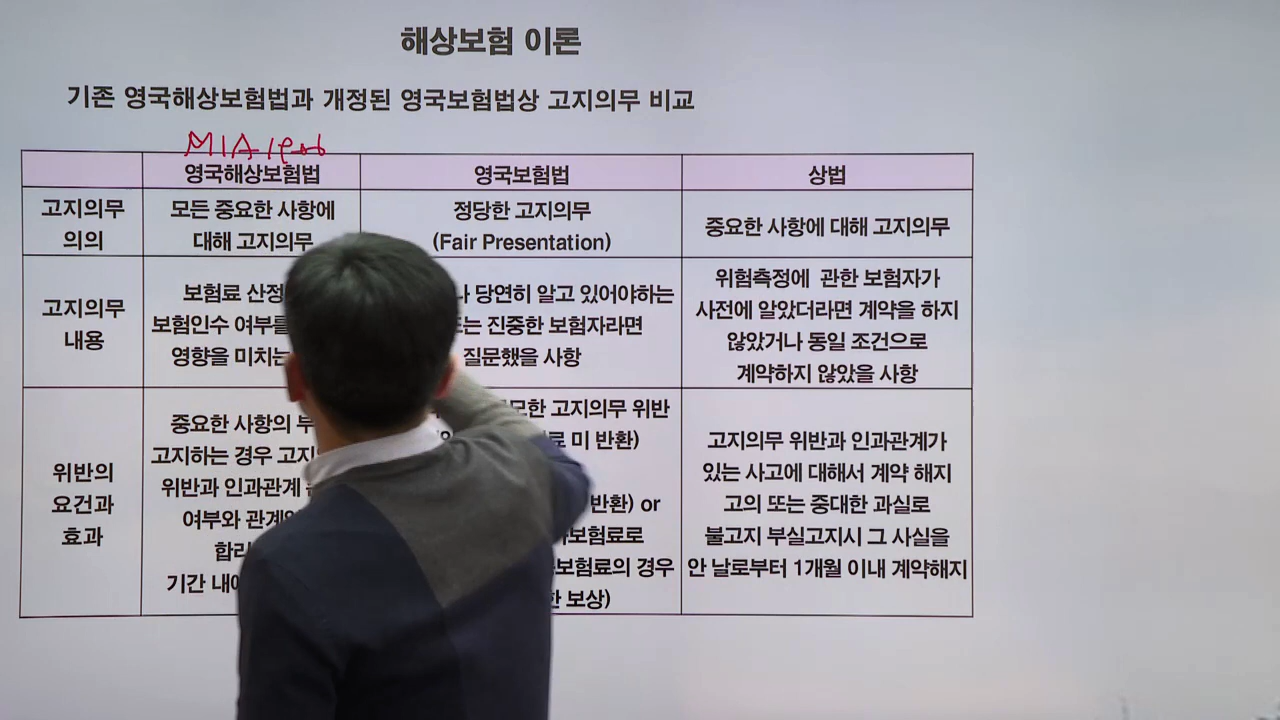 해상보험 이론
기존 영국해상보험법과 개정된 영국보험법상 고지의무 비교
MIA 1906
영국해상보험법
영국보험법
상법
고지의무
의의
모든 중요한 사항에
대해 고지의무
정당한 고지의무
(Fair Presentation)
중요한 사항에 대해 고지의무
고지의무
내용
보험료 산정
보험인수 여부를
영향을 미치는
당연히 알고 있어야하는
진중한 보험자라면
질문했을 사항
위험측정에 관한 보험자가
사전에 알았더라면 계약을 하지
않았거나 동일 조건으로
계약하지 않았을 사항
위반의
요건과
효과
중요한 사항의
고지하는 경우
위반과 인과관계
여부와
기간
고지의무 위반
미 반환)
반환) or
보험료로
보험료의 경우
보상)
고지의무 위반과 인과관계가
있는 사고에 대해서 계약 해지
고의 또는 중대한 과실로
불고지 부실고지시 그 사실을
안 날로부터 1개월 이내 계약해지